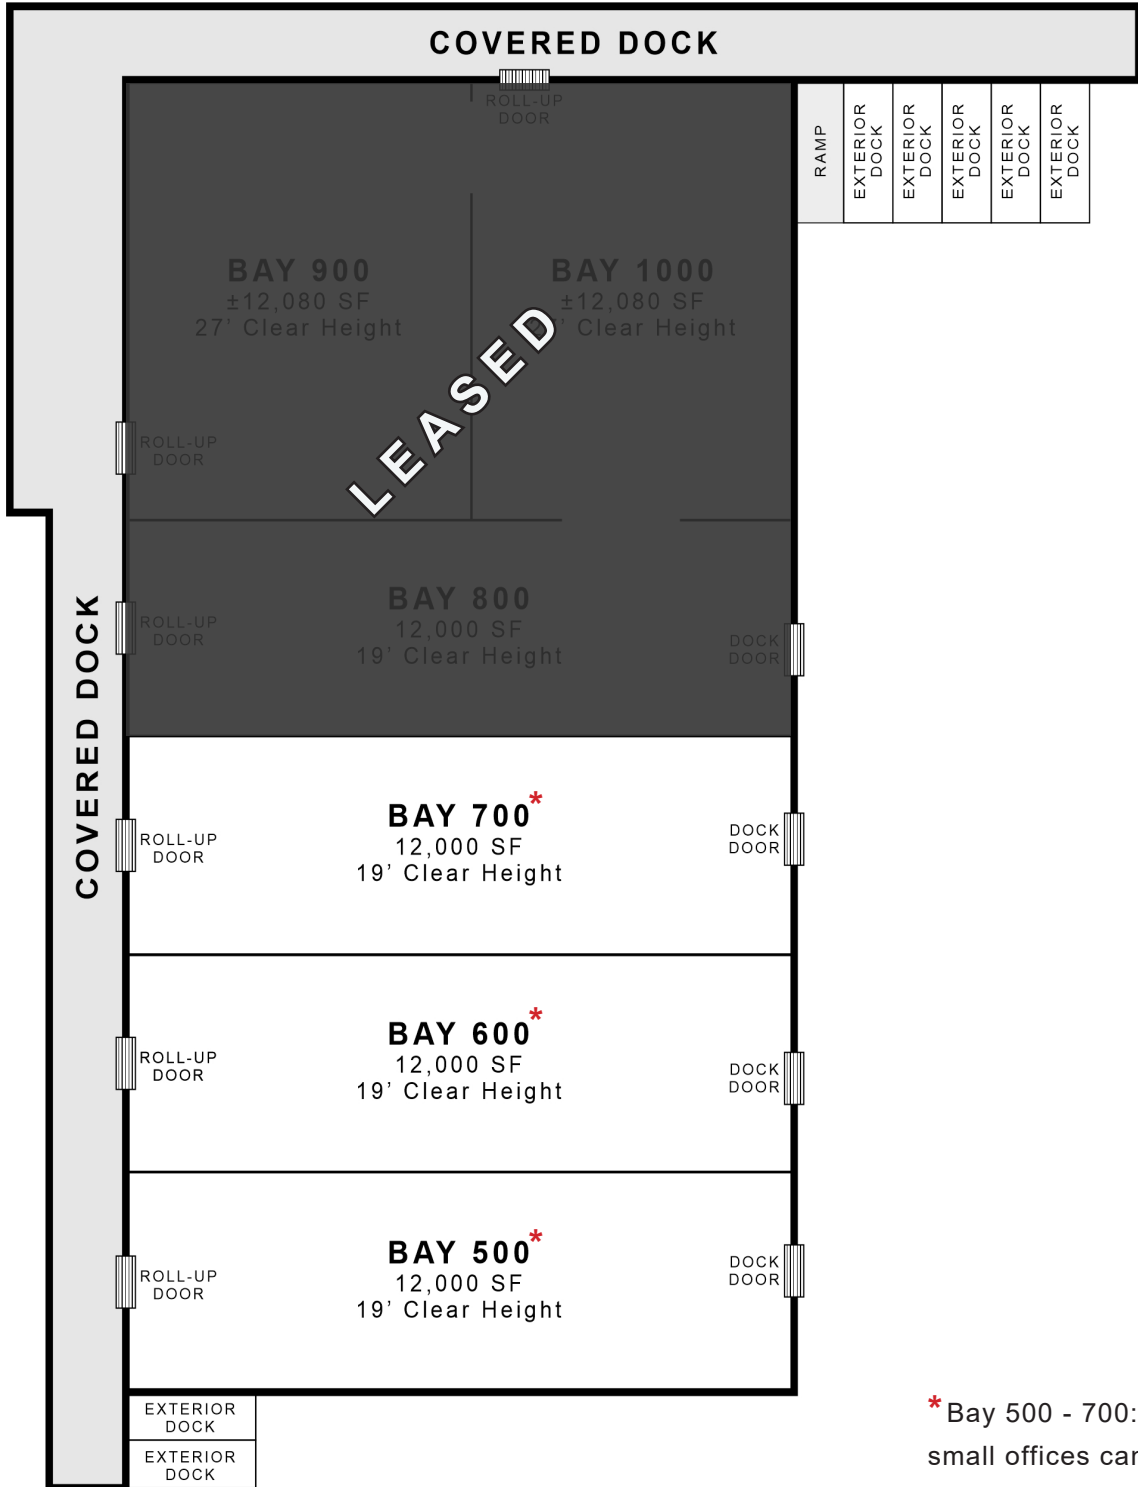 COVERED DOCK
ROLL-UP
DOOR
RAMP
EXTERIOR
DOCK
EXTERIOR
DOCK
EXTERIOR
DOCK
EXTERIOR
DOCK
EXTERIOR
DOCK
BAY 900
±12,080 SF
27' Clear Height
BAY 1000
±12,080 SF
Clear Height
LEASED
ROLL-UP
DOOR
COVERED DOCK
BAY 800
12,000 SF
19' Clear Height
ROLL-UP
DOOR
DOCK
DOOR
BAY 700*
12,000 SF
19' Clear Height
ROLL-UP
DOOR
DOCK
DOOR
BAY 600*
12,000 SF
19' Clear Height
ROLL-UP
DOOR
DOCK
DOOR
BAY 500*
12,000 SF
19' Clear Height
ROLL-UP
DOOR
DOCK
DOOR
EXTERIOR
DOCK
EXTERIOR
DOCK
*Bay 500 - 700:
small offices